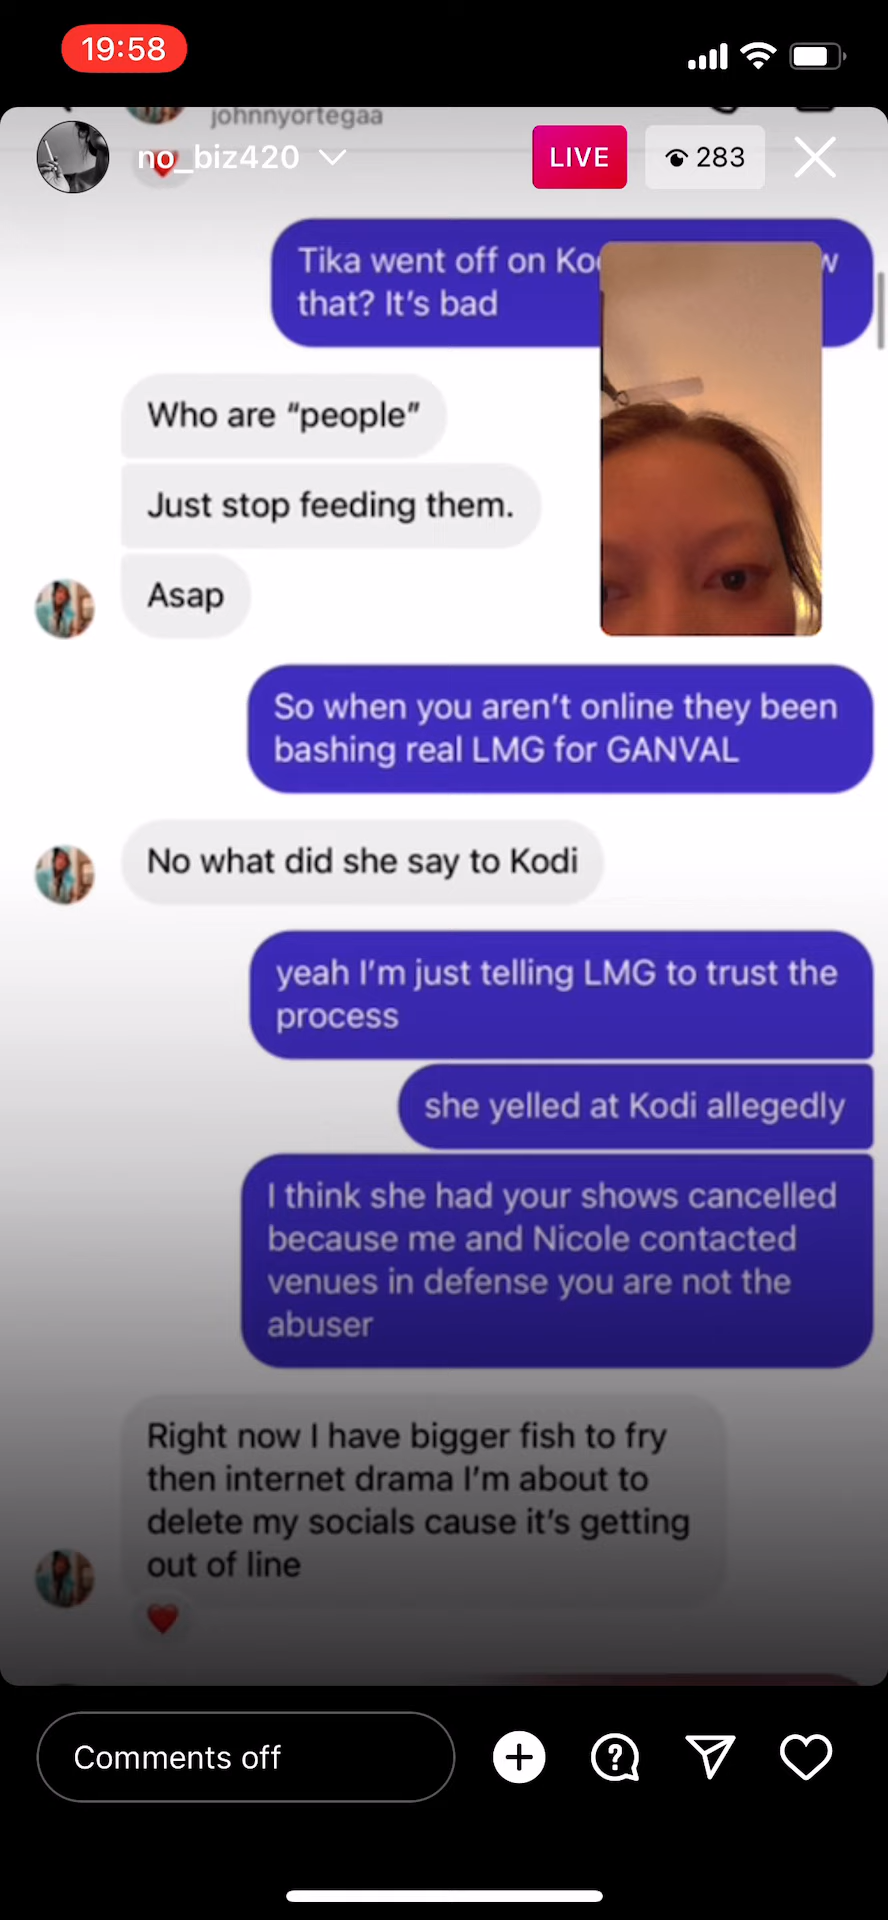 19:58
johnnyortegaa
no_biz420
LIVE
283
Tika went off on
that? It's bad
Who are "people"
Just stop feeding them.
Asap
So when you aren't online they been
bashing real LMG for GANVAL
No what did she say to Kodi
yeah I'm just telling LMG to trust the
process
she yelled at Kodi allegedly
I think she had your shows cancelled
because me and Nicole contacted
venues in defense you are not the
abuser
Right now I have bigger fish to fry
then internet drama I'm about to
delete my socials cause it's getting
out of line
Comments off